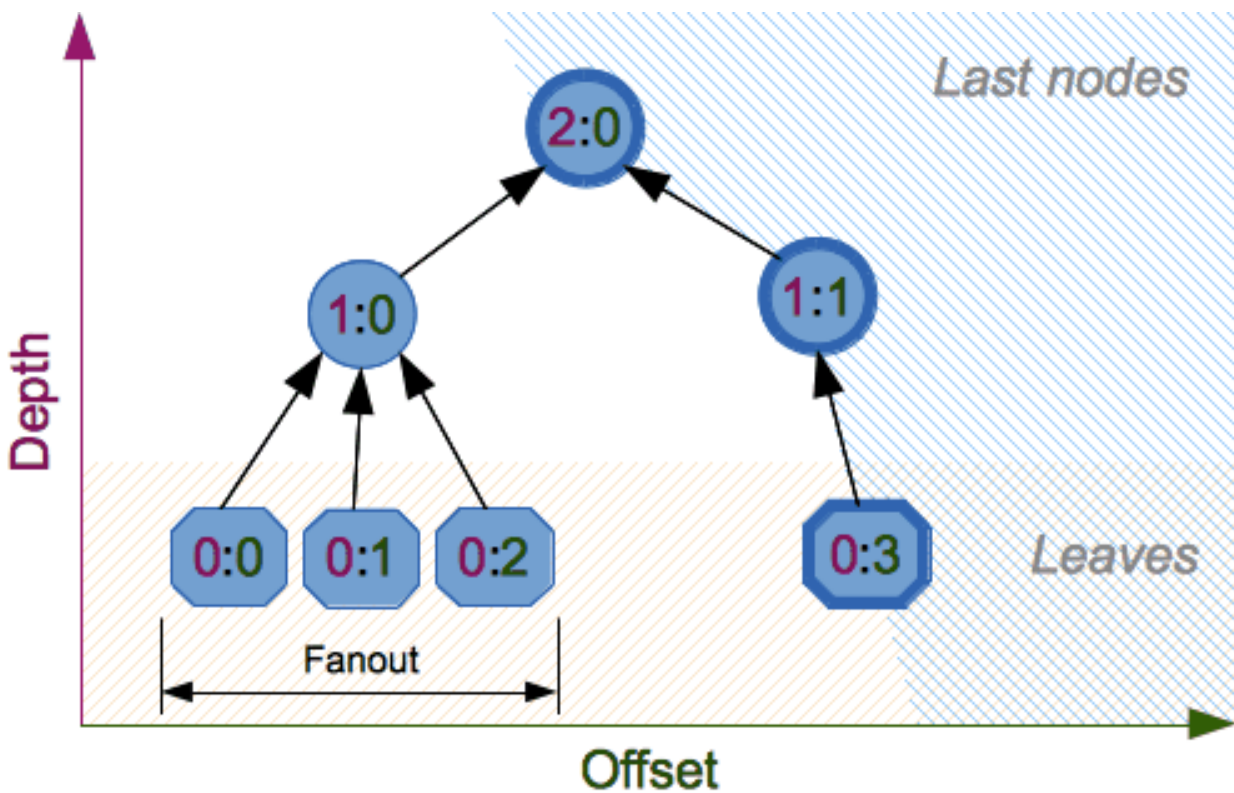 Last nodes
2:0
1:0
1:1
Depth
0:0 0:1 0:2 0:3
Leaves
Fanout
Offset